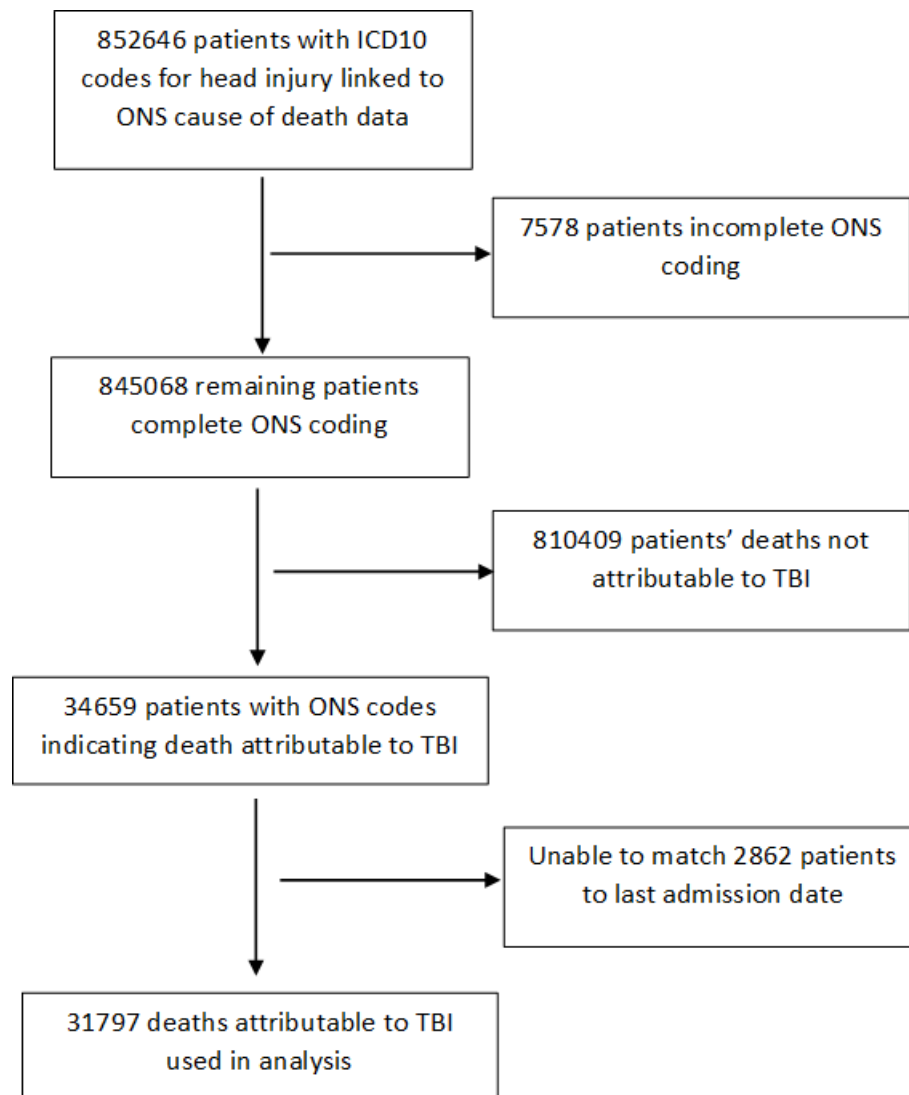 852646 patients with ICD10
codes for head injury linked to
ONS cause of death data
7578 patients incomplete ONS
coding
845068 remaining patients
complete ONS coding
810409 patients’ deaths not
attributable to TBI
34659 patients with ONS codes
indicating death attributable to TBI
Unable to match 2862 patients
to last admission date
31797 deaths attributable to TBI
used in analysis